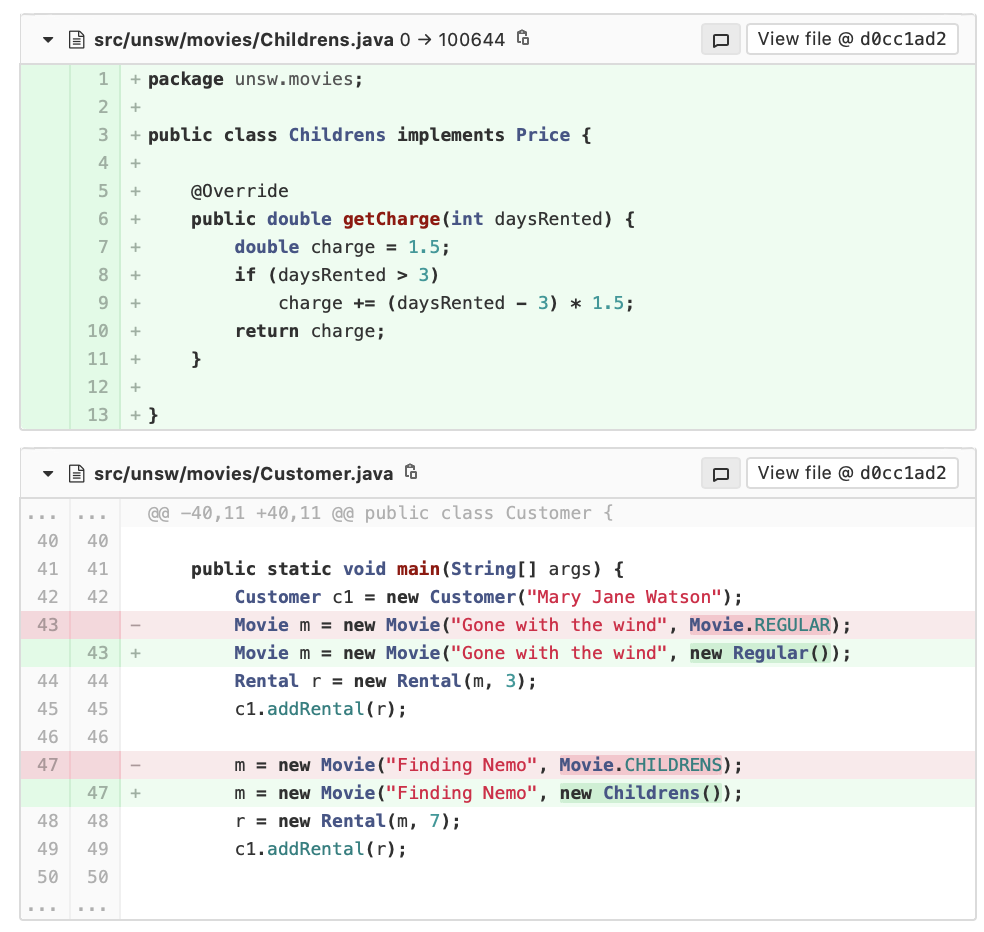 src/unsw/movies/Childrens.java 0 → 100644 View file @ d0cc1ad2
1 + package unsw.movies;
2 +
3 + public class Childrens implements Price {
4 +
5 +     @Override
6 +     public double getCharge(int daysRented) {
7 +         double charge = 1.5;
8 +         if (daysRented > 3)
9 +             charge += (daysRented - 3) * 1.5;
10 +         return charge;
11 +     }
12 +
13 + }
src/unsw/movies/Customer.java View file @ d0cc1ad2
... ... @@ -40,11 +40,11 @@ public class Customer {
40 40
41 41     public static void main(String[] args) {
42 42         Customer c1 = new Customer("Mary Jane Watson");
43 -         Movie m = new Movie("Gone with the wind", Movie.REGULAR);
43 +         Movie m = new Movie("Gone with the wind", new Regular());
44 44         Rental r = new Rental(m, 3);
45 45         c1.addRental(r);
46 46
47 -         m = new Movie("Finding Nemo", Movie.CHILDRENS);
47 +         m = new Movie("Finding Nemo", new Childrens());
48 48         r = new Rental(m, 7);
49 49         c1.addRental(r);
50 50
... ...